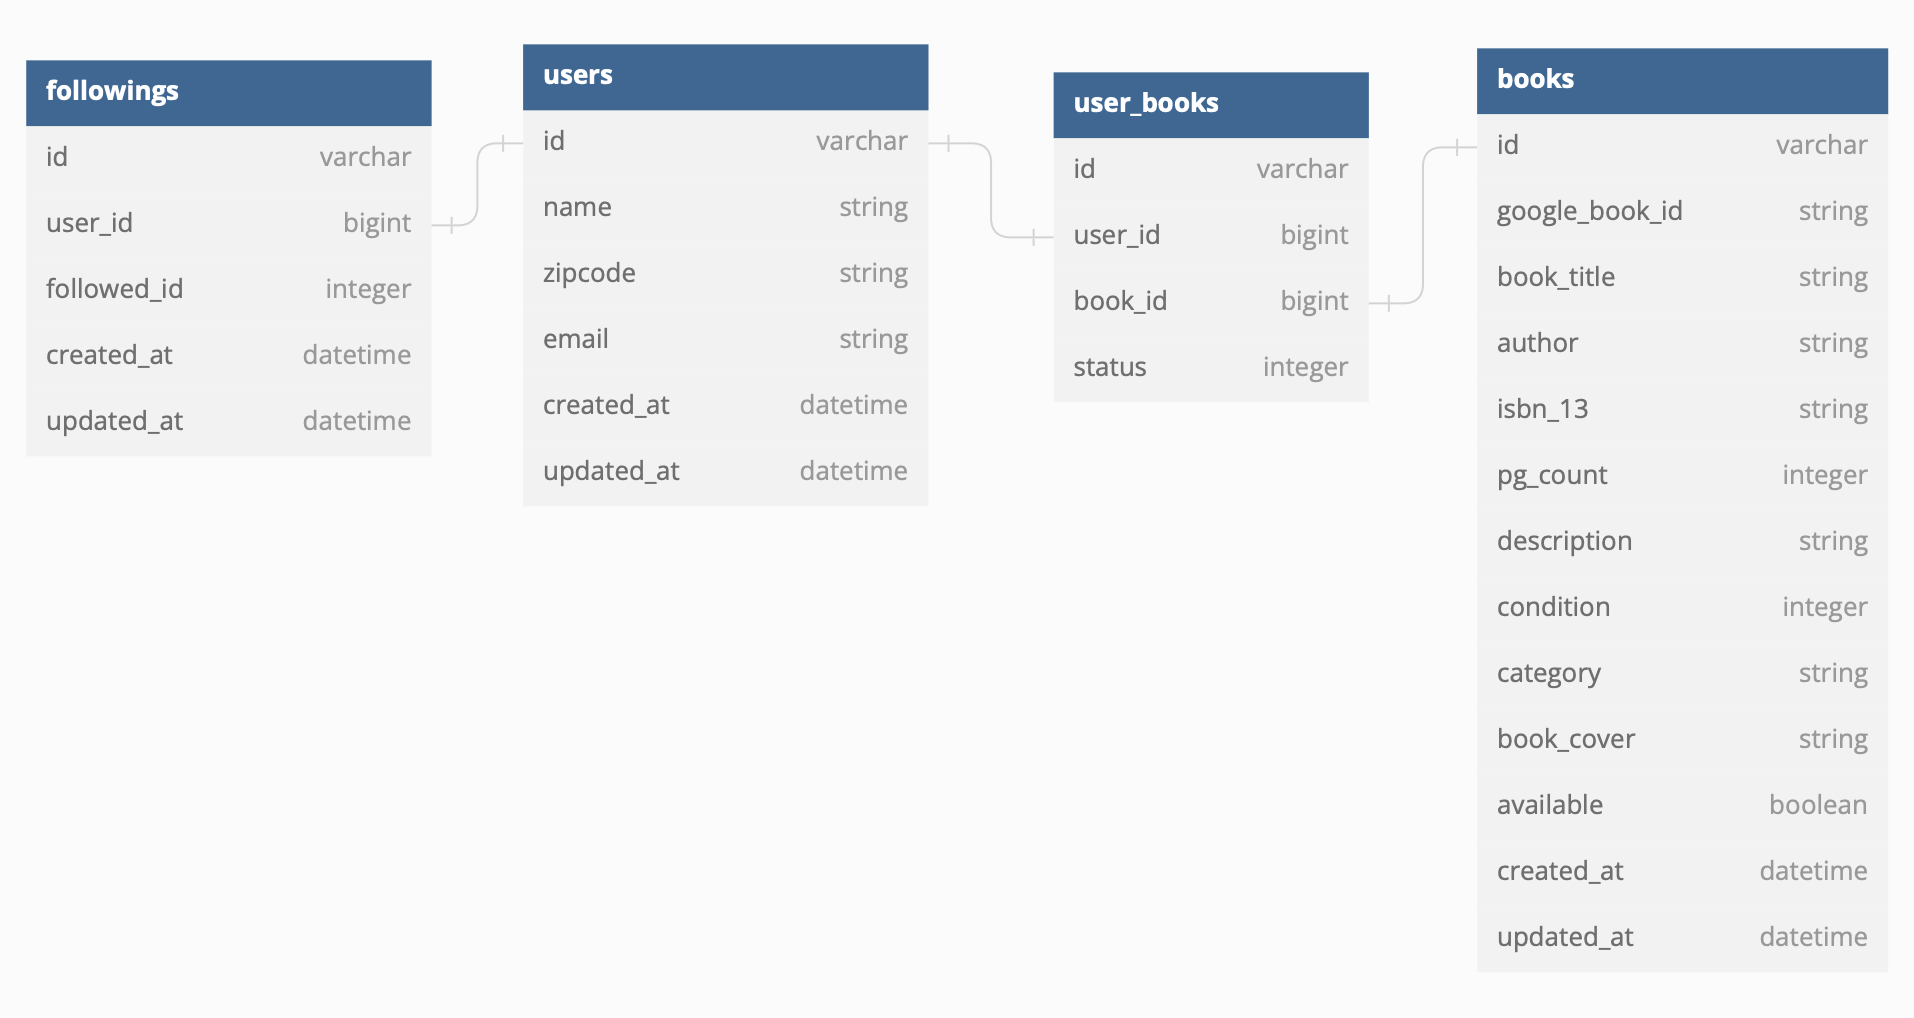 followings
id varchar
user_id bigint
followed_id integer
created_at datetime
updated_at datetime
users
id varchar
name string
zipcode string
email string
created_at datetime
updated_at datetime
user_books
id varchar
user_id bigint
book_id bigint
status integer
books
id varchar
google_book_id string
book_title string
author string
isbn_13 string
pg_count integer
description string
condition integer
category string
book_cover string
available boolean
created_at datetime
updated_at datetime